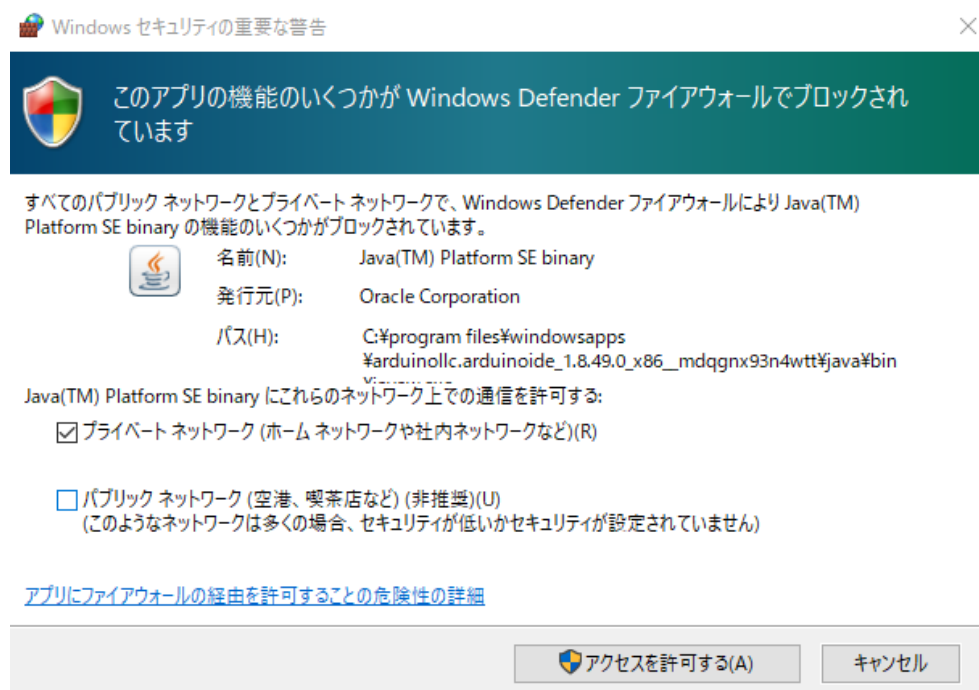 Windows セキュリティの重要な警告
このアプリの機能のいくつかが Windows Defender ファイアウォールでブロックされ
ています
すべてのパブリック ネットワークとプライベート ネットワークで、Windows Defender ファイアウォールにより Java(TM)
Platform SE binary の機能のいくつかがブロックされています。
名前(N): Java(TM) Platform SE binary
発行元(P): Oracle Corporation
パス(H): C:¥program files¥windowsapps
¥arduinollc.arduinoide_1.8.49.0_x86__mdqgnx93n4wtt¥java¥bin
Java(TM) Platform SE binary にこれらのネットワーク上での通信を許可する:
プライベート ネットワーク (ホーム ネットワークや社内ネットワークなど)(R)
パブリック ネットワーク (空港、喫茶店など) (非推奨)(U)
(このようなネットワークは多くの場合、セキュリティが低いかセキュリティが設定されていません)
アプリにファイアウォールの経由を許可することの危険性の詳細
アクセスを許可する(A) キャンセル